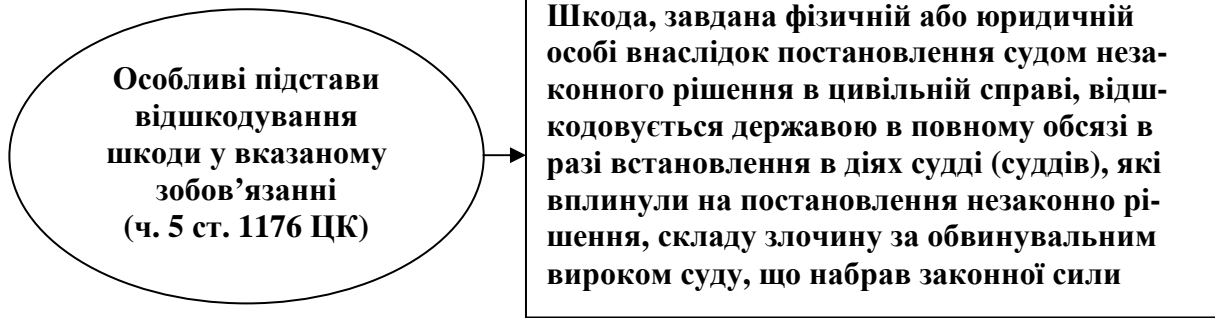 Особливі підстави
відшкодування
шкоди у вказаному
зобов’язанні
(ч. 5 ст. 1176 ЦК)
Шкода, завдана фізичній або юридичній
особі внаслідок постановлення судом неза-
конного рішення в цивільній справі, відш-
кодовується державою в повному обсязі в
разі встановлення в діях судді (суддів), які
вплинули на постановлення незаконно рі-
шення, складу злочину за обвинувальним
вироком суду, що набрав законної сили